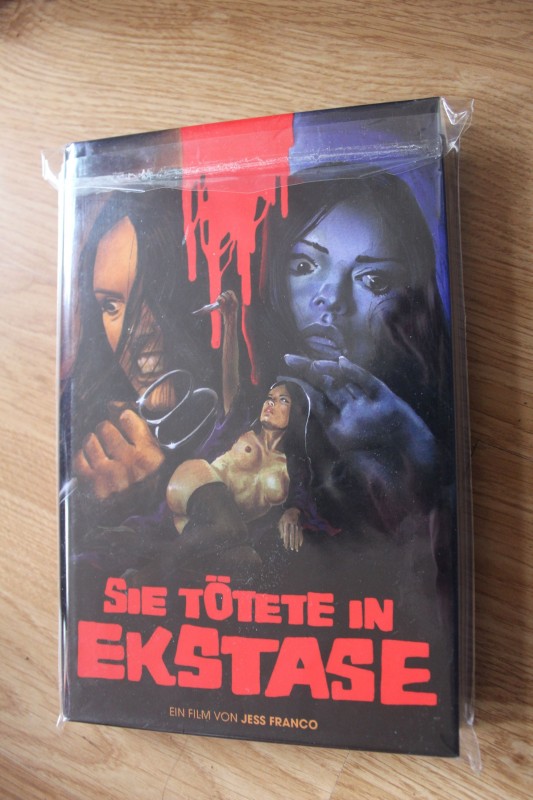 SIE TÖTETE IN
EKSTASE
EIN FILM VON JESS FRANCO